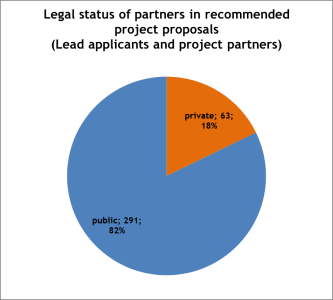 Legal status of partners in recommended
project proposals
(Lead applicants and project partners)
private; 63;
18%
public; 291;
82%